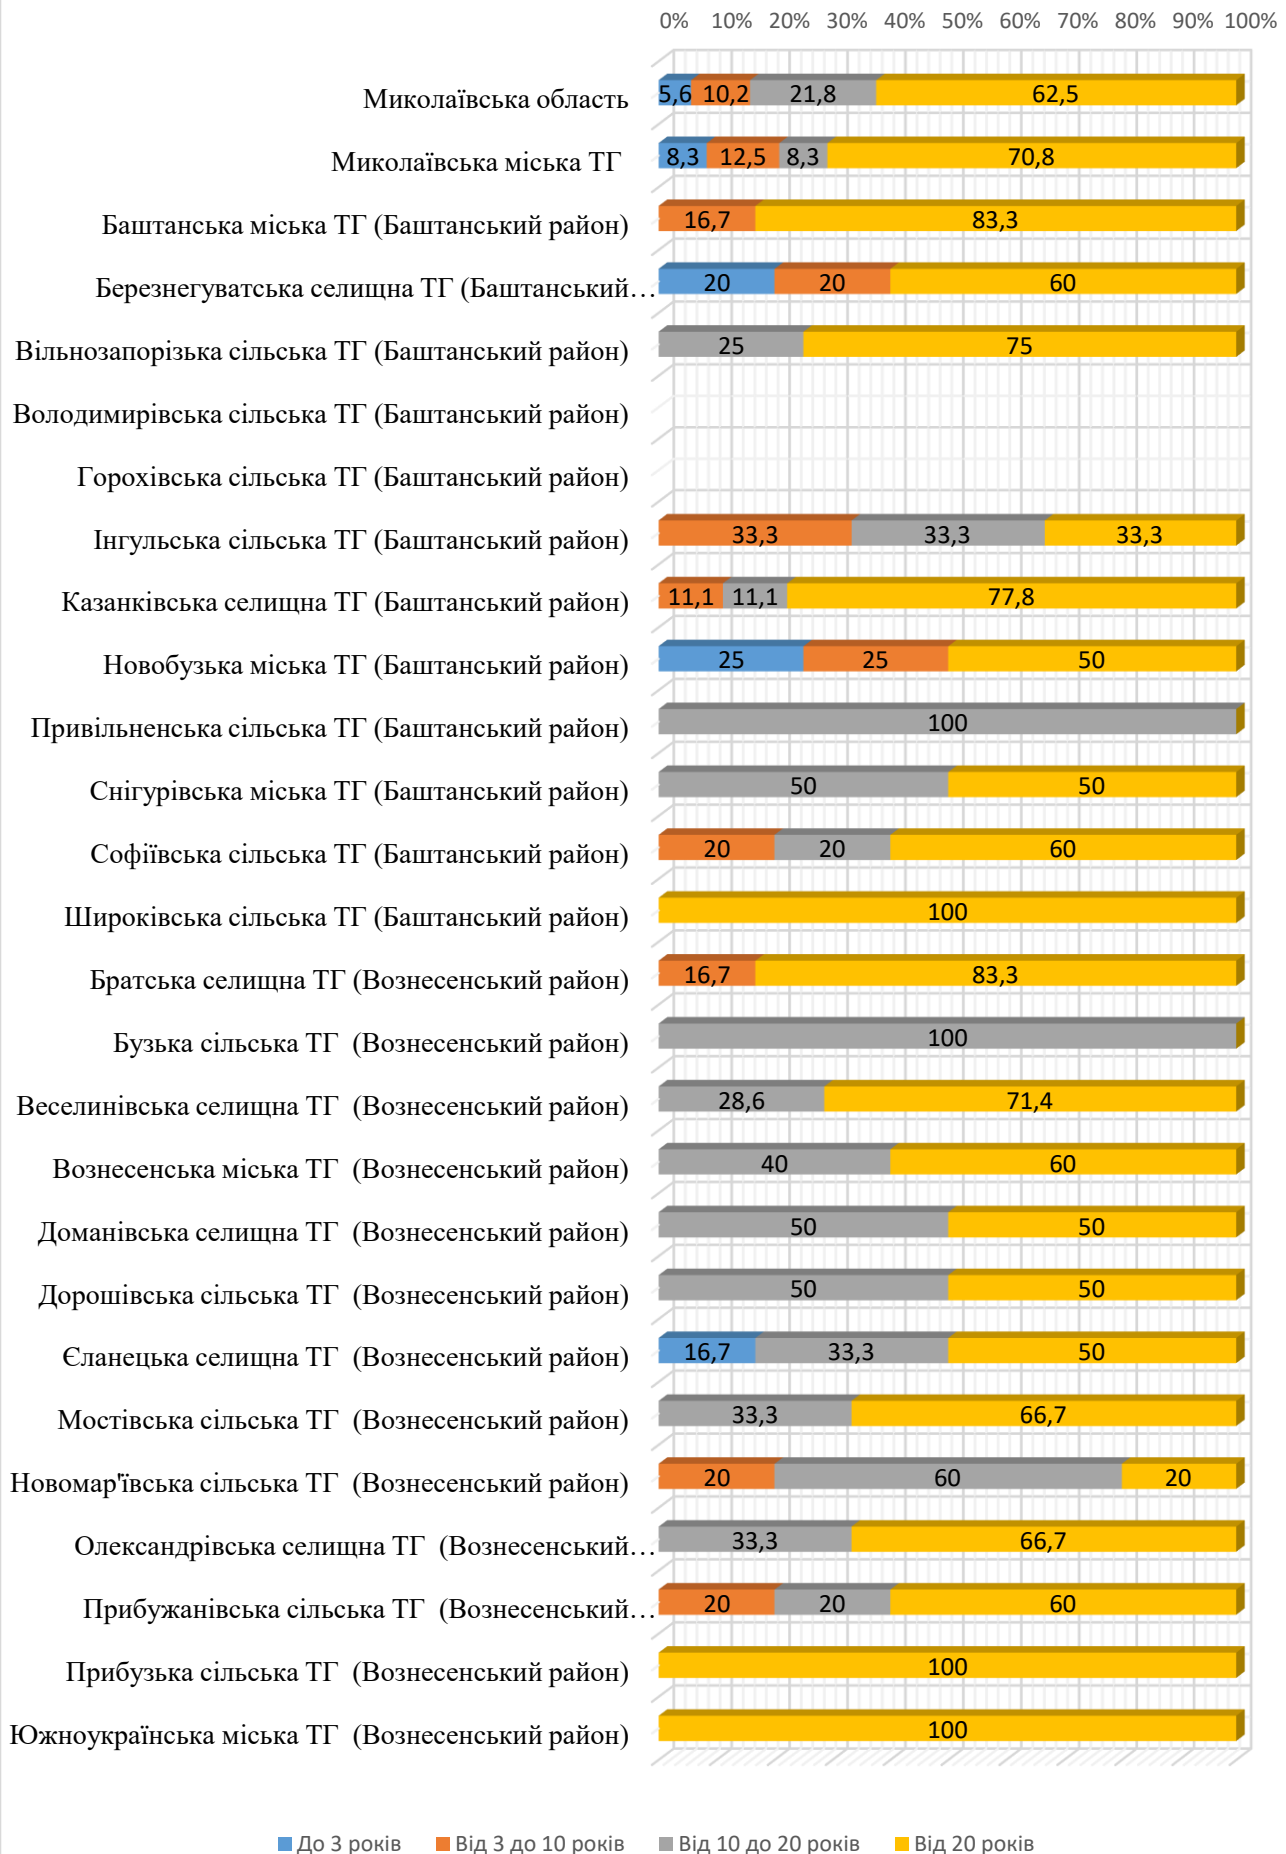 0% 10% 20% 30% 40% 50% 60% 70% 80% 90% 100%
Миколаївська область 5,6 10,2 21,8 62,5
Миколаївська міська ТГ 8,3 12,5 8,3 70,8
Баштанська міська ТГ (Баштанський район) 16,7 83,3
Березнегуватська селищна ТГ (Баштанський… 20 20 60
Вільнозапорізька сільська ТГ (Баштанський район) 25 75
Володимирівська сільська ТГ (Баштанський район)
Горохівська сільська ТГ (Баштанський район)
Інгульська сільська ТГ (Баштанський район) 33,3 33,3 33,3
Казанківська селищна ТГ (Баштанський район) 11,1 11,1 77,8
Новобузька міська ТГ (Баштанський район) 25 25 50
Привільненська сільська ТГ (Баштанський район) 100
Снігурівська міська ТГ (Баштанський район) 50 50
Софіївська сільська ТГ (Баштанський район) 20 20 60
Широківська сільська ТГ (Баштанський район) 100
Братська селищна ТГ (Вознесенський район) 16,7 83,3
Бузька сільська ТГ (Вознесенський район) 100
Веселинівська селищна ТГ (Вознесенський район) 28,6 71,4
Вознесенська міська ТГ (Вознесенський район) 40 60
Доманівська селищна ТГ (Вознесенський район) 50 50
Дорошівська сільська ТГ (Вознесенський район) 50 50
Єланецька селищна ТГ (Вознесенський район) 16,7 33,3 50
Мостівська сільська ТГ (Вознесенський район) 33,3 66,7
Новомар'ївська сільська ТГ (Вознесенський район) 20 60 20
Олександрівська селищна ТГ (Вознесенський… 33,3 66,7
Прибужанівська сільська ТГ (Вознесенський… 20 20 60
Прибузька сільська ТГ (Вознесенський район) 100
Южноукраїнська міська ТГ (Вознесенський район) 100
До 3 років Від 3 до 10 років Від 10 до 20 років Від 20 років